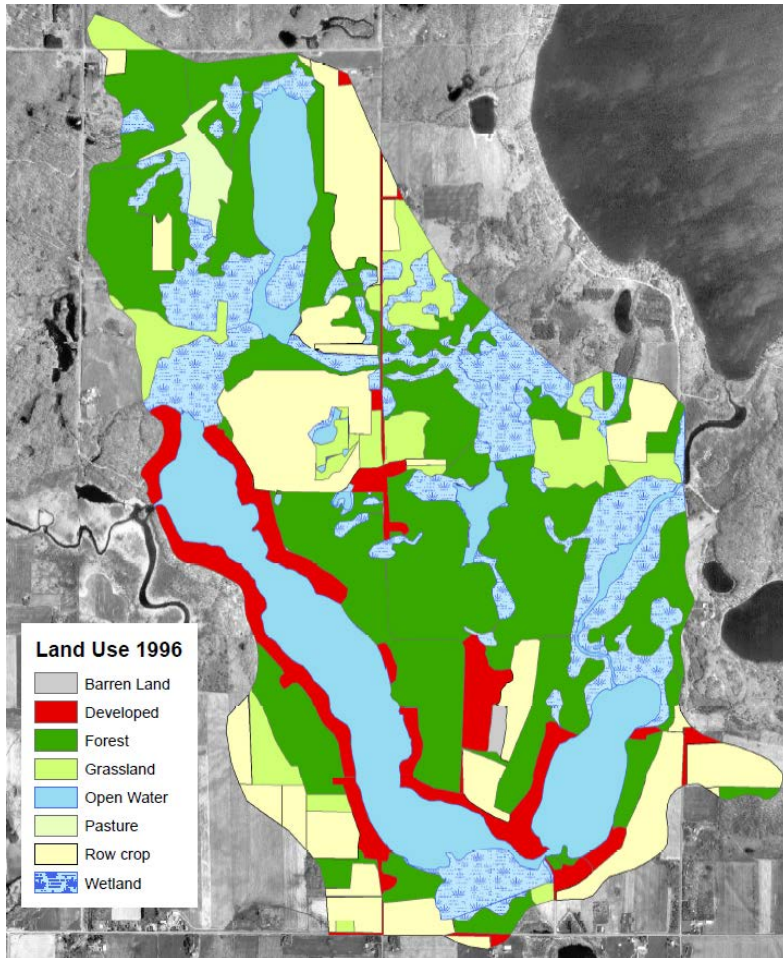 Land Use 1996
Barren Land
Developed
Forest
Grassland
Open Water
Pasture
Row crop
Wetland